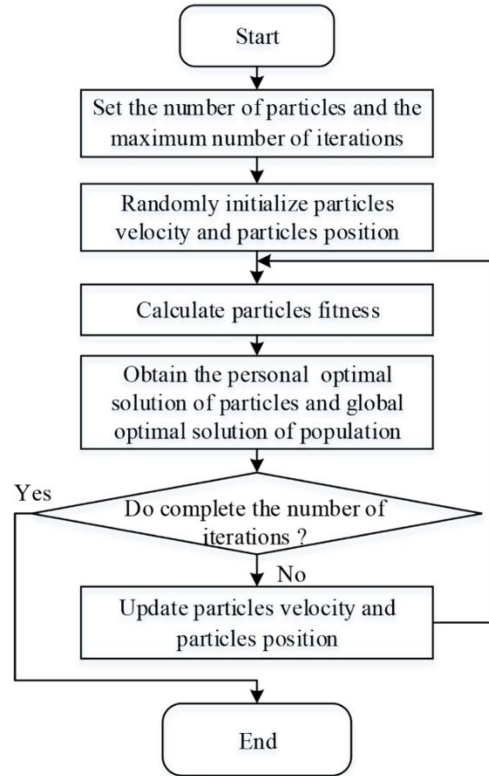 Start
Set the number of particles and the
maximum number of iterations
Randomly initialize particles
velocity and particles position
Calculate particles fitness
Obtain the personal optimal
solution of particles and global
optimal solution of population
Yes
Do complete the number of
iterations ?
No
Update particles velocity and
particles position
End